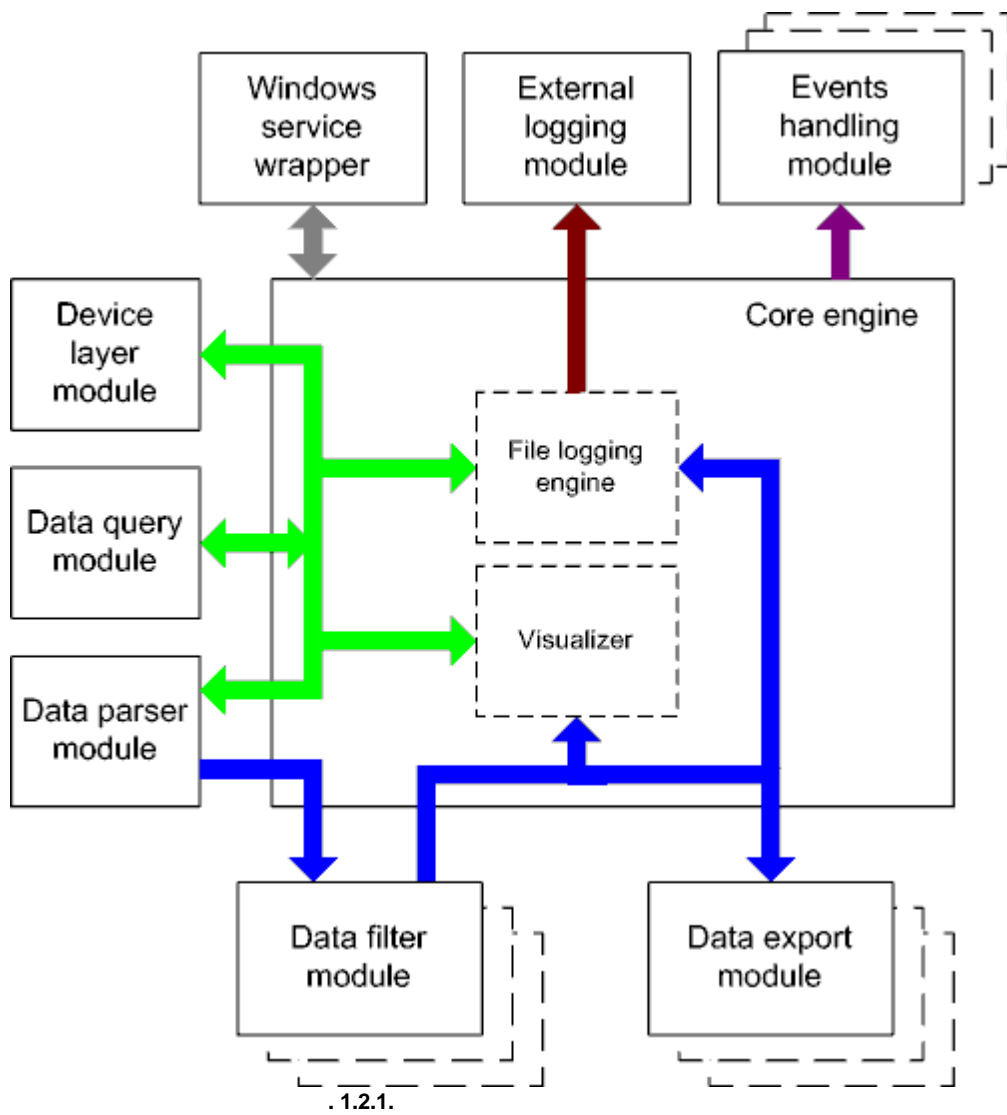 Windows
service
wrapper
External
logging
module
Events
handling
module
Device
layer
module
Core engine
File logging
engine
Data query
module
Visualizer
Data parser
module
Data filter
module
Data export
module
. 1.2.1.